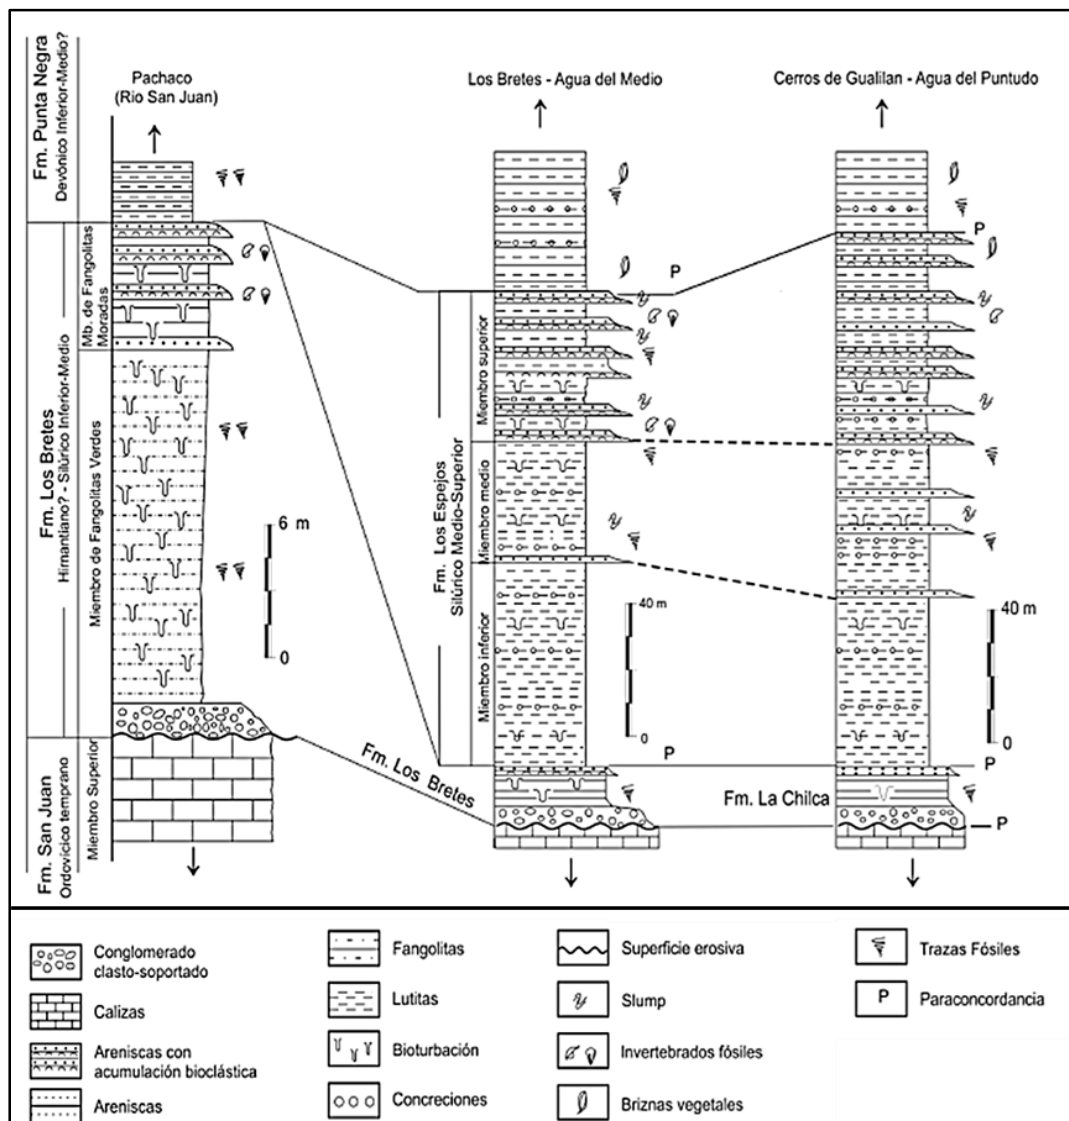 Pachaco
(Rio San Juan)
Los Bretes - Agua del Medio
Cerros de Gualilan - Agua del Puntudo
Fm. Punta Negra
Devónico Inferior-Medio?
Fm. Los Bretes
Hirnantiano? - Silúrico Inferior-Medio
Mb. de Fangolitas
Moradas
Miembro de Fangolitas Verdes
Fm. San Juan
Ordovícico temprano
Miembro Superior
6 m
0
Fm. Los Bretes
Fm. Los Espejos
Silúrico Medio-Superior
Miembro superior
Miembro medio
Miembro inferior
P
40 m
0
P
Fm. La Chilca
P
40 m
0
P
P
Conglomerado
clasto-soportado
Calizas
Areniscas con
acumulación bioclástica
Areniscas
Fangolitas
Lutitas
Bioturbación
Concreciones
Superficie erosiva
Slump
Invertebrados fósiles
Briznas vegetales
Trazas Fósiles
P
Paraconcordancia